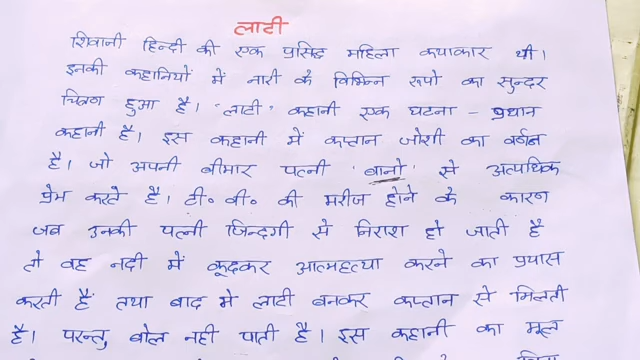 लाटी
शिवानी हिन्दी की एक प्रसिद्ध महिला कथाकार थी।
इनकी कहानियों में नारी के विभिन्न रूपो का सुन्दर
चित्रण हुआ है। 'लाटी' कहानी एक घटना - प्रधान
कहानी है। इस कहानी में कप्तान जोशी का वर्णन
है। जो अपनी बीमार पत्नी 'बानो' से अत्यधिक
प्रेम करते है। टी॰ वी॰ की मरीज होने के कारण
जब उनकी पत्नी जिन्दगी से निराश हो जाती है
तो वह नदी में कूदकर आत्महत्या करने का प्रयास
करती हैं तथा बाद मे लाटी बनकर कप्तान से मिलती
है। परन्तु बोल नही पाती है। इस कहानी का मूल